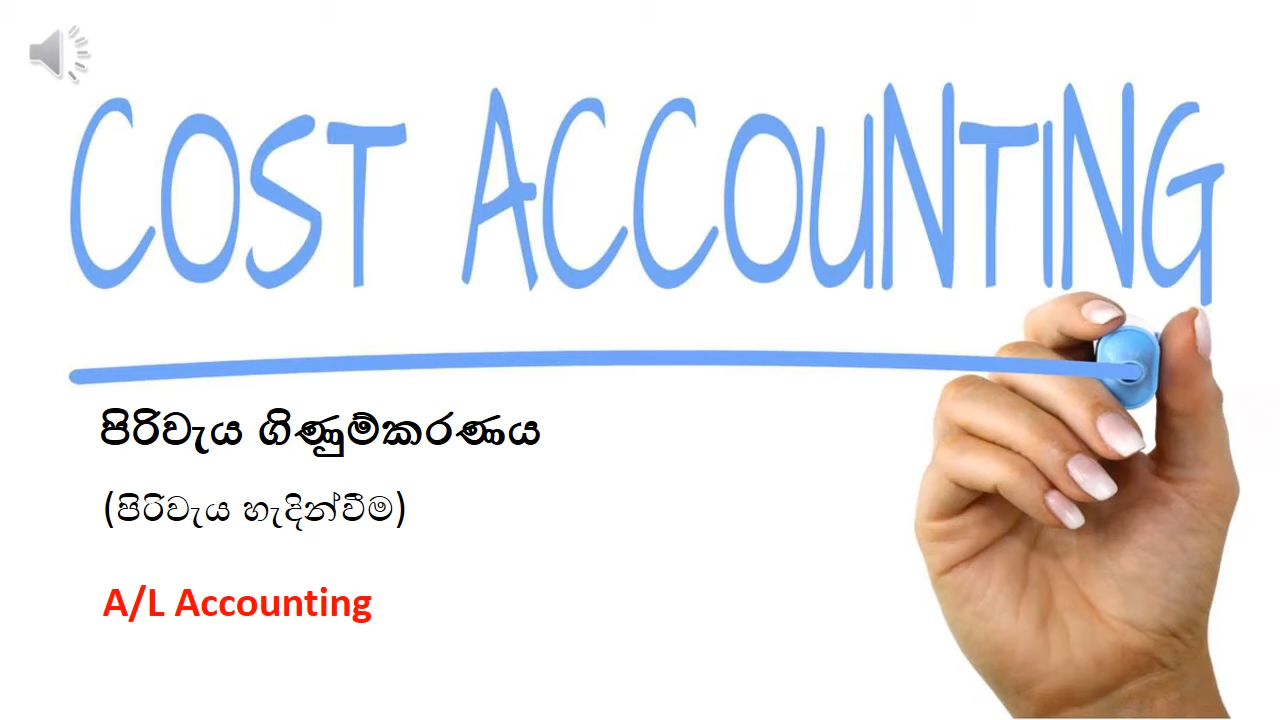 COST ACCOUNTING
පිරිවැය ගිණුම්කරණය
(පිරිවැය හැදින්වීම)
A/L Accounting